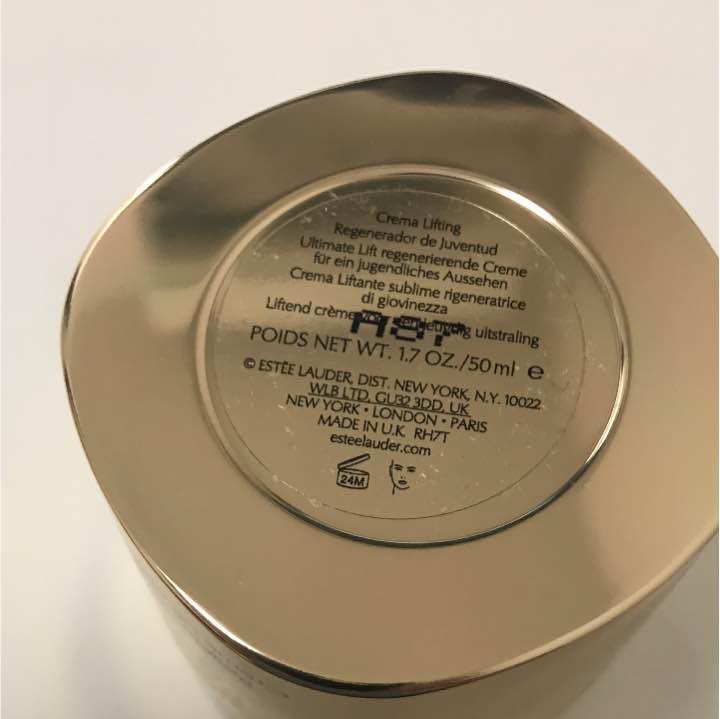 Crema Lifting
Regenerador de Juventud
Ultimate Lift regenerierende Creme
für ein jugendliches Aussehen
Crema Liftante sublime rigeneratrice
di giovinezza
Liftend crème uitstraling
A87
POIDS NET WT. 1.7 OZ./50 ml e
© ESTĒE LAUDER, DIST. NEW YORK, N.Y. 10022
WLB LTD, GU32 3DD, UK
NEW YORK • LONDON • PARIS
MADE IN U.K. RH7T
esteelauder.com
24M